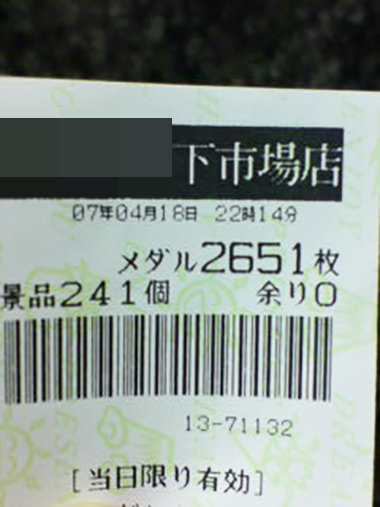 下市場店
07年04月18日 22時14分
メダル2651枚
景品241個 余り0
13-71132
[当日限り有効]